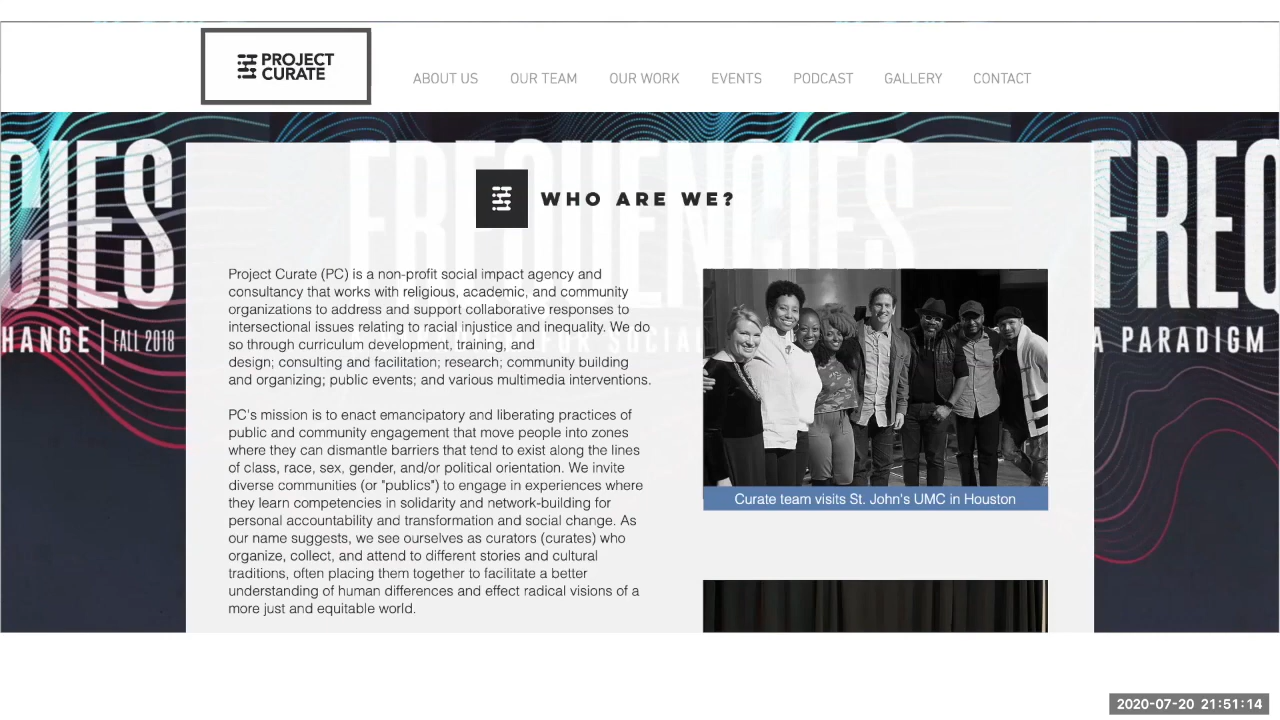 PROJECT
CURATE
ABOUT US
OUR TEAM
OUR WORK
EVENTS
PODCAST
GALLERY
CONTACT
CIES
FREQUENCIES
FREQ
WHO ARE WE?
Project Curate (PC) is a non-profit social impact agency and
consultancy that works with religious, academic, and community
organizations to address and support collaborative responses to
intersectional issues relating to racial injustice and inequality. We do
so through curriculum development, training, and
design; consulting and facilitation; research; community building
and organizing; public events; and various multimedia interventions.
HANGE | FALL 2018
FOR SOCIAL
A PARADIGM
PC's mission is to enact emancipatory and liberating practices of
public and community engagement that move people into zones
where they can dismantle barriers that tend to exist along the lines
of class, race, sex, gender, and/or political orientation. We invite
diverse communities (or "publics") to engage in experiences where
they learn competencies in solidarity and network-building for
personal accountability and transformation and social change. As
our name suggests, we see ourselves as curators (curates) who
organize, collect, and attend to different stories and cultural
traditions, often placing them together to facilitate a better
understanding of human differences and effect radical visions of a
more just and equitable world.
Curate team visits St. John's UMC in Houston
2020-07-20 21:51:14